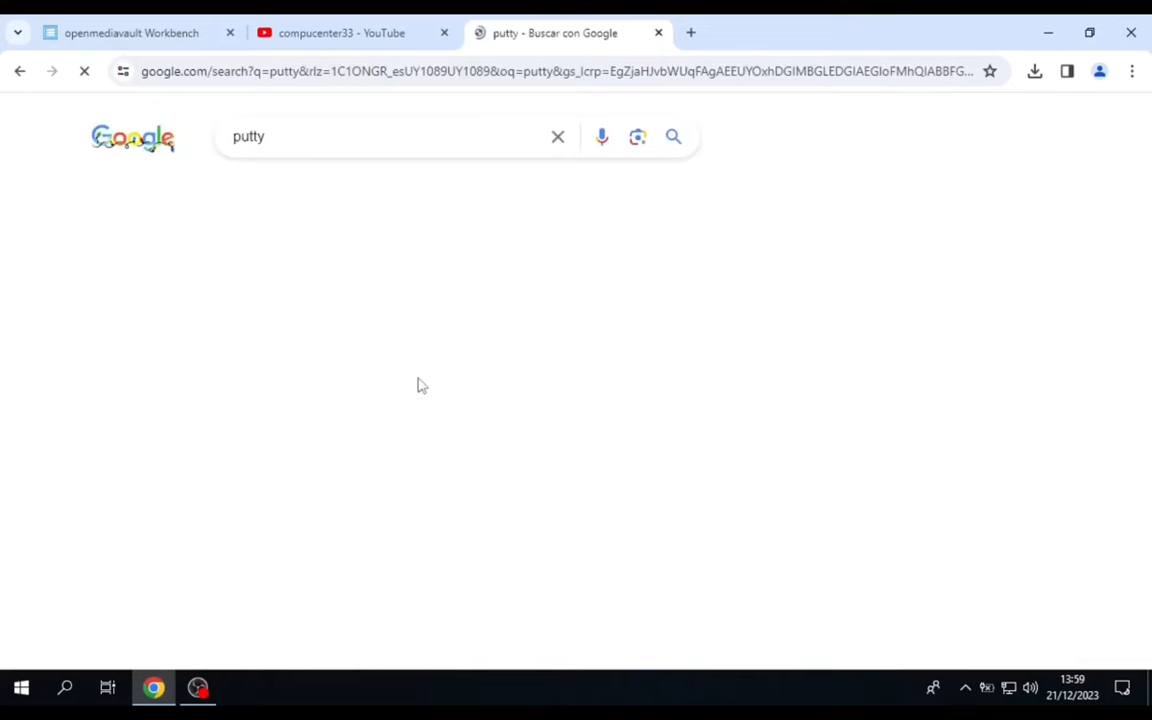 openmediavault Workbench
compucenter33 - YouTube
putty - Buscar con Google
google.com/search?q=putty&rlz=1C1ONGR_esUY1089UY1089&oq=putty&gs_lcrp=EgZjaHJvbWUqFAgAEEUYOxhDGIMBGLEDGIAEGIoFMhQIABBFG...
Google
putty
13:59
21/12/2023